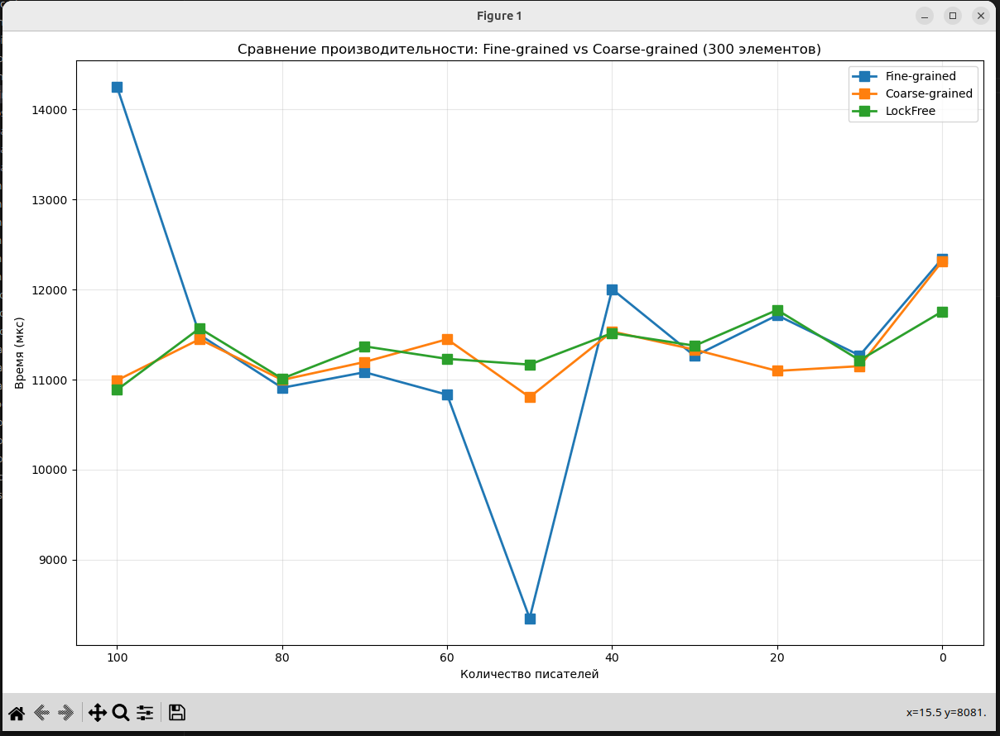 Figure 1
Сравнение производительности: Fine-grained vs Coarse-grained (300 элементов)
Fine-grained
Coarse-grained
LockFree
14000
13000
12000
11000
10000
9000
Время (мкс)
100
80
60
40
20
0
Количество писателей
x=15.5 y=8081.